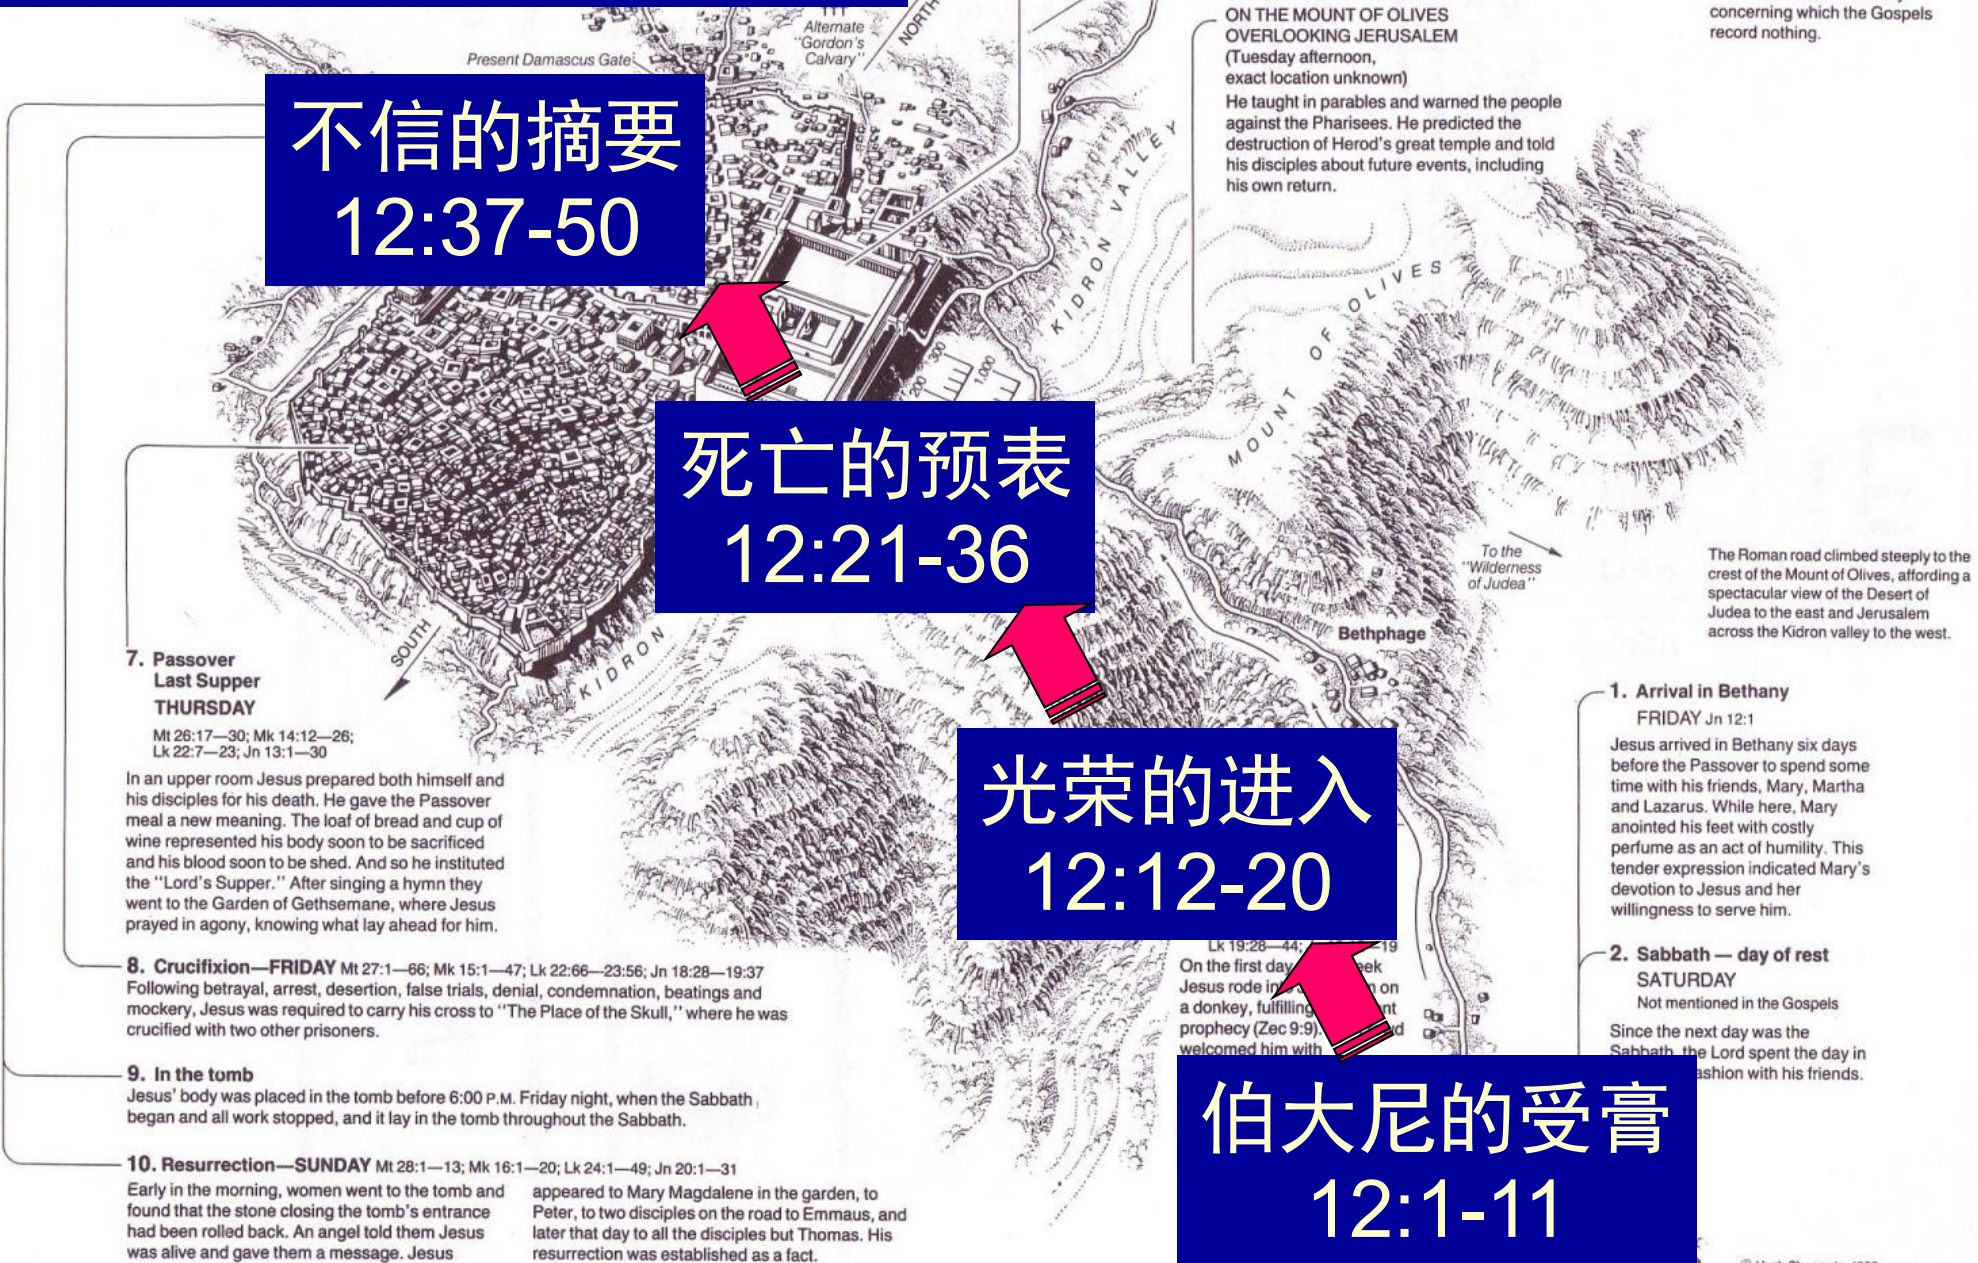 NORTH
Alternate
"Gordon's
Calvary"
Present Damascus Gate
ON THE MOUNT OF OLIVES
OVERLOOKING JERUSALEM
(Tuesday afternoon,
exact location unknown)
He taught in parables and warned the people
against the Pharisees. He predicted the
destruction of Herod's great temple and told
his disciples about future events, including
his own return.
concerning which the Gospels
record nothing.
不信的摘要
12:37-50
KIDRON VALLEY
MOUNT OF OLIVES
300
200
1,000
死亡的预表
12:21-36
To the
"Wilderness
of Judea"
The Roman road climbed steeply to the
crest of the Mount of Olives, affording a
spectacular view of the Desert of
Judea to the east and Jerusalem
across the Kidron valley to the west.
Bethphage
SOUTH
KIDRON
7. Passover
Last Supper
THURSDAY
Mt 26:17—30; Mk 14:12—26;
Lk 22:7—23; Jn 13:1—30
In an upper room Jesus prepared both himself and
his disciples for his death. He gave the Passover
meal a new meaning. The loaf of bread and cup of
wine represented his body soon to be sacrificed
and his blood soon to be shed. And so he instituted
the "Lord's Supper." After singing a hymn they
went to the Garden of Gethsemane, where Jesus
prayed in agony, knowing what lay ahead for him.
光荣的进入
12:12-20
1. Arrival in Bethany
FRIDAY Jn 12:1
Jesus arrived in Bethany six days
before the Passover to spend some
time with his friends, Mary, Martha
and Lazarus. While here, Mary
anointed his feet with costly
perfume as an act of humility. This
tender expression indicated Mary's
devotion to Jesus and her
willingness to serve him.
2. Sabbath — day of rest
SATURDAY
Not mentioned in the Gospels
Since the next day was the
Sabbath, the Lord spent the day in
ashion with his friends.
Lk 19:28—44; —19
On the first day eek
Jesus rode in on
a donkey, fulfilling nt
prophecy (Zec 9:9). d
welcomed him with
8. Crucifixion—FRIDAY Mt 27:1—66; Mk 15:1—47; Lk 22:66—23:56; Jn 18:28—19:37
Following betrayal, arrest, desertion, false trials, denial, condemnation, beatings and
mockery, Jesus was required to carry his cross to "The Place of the Skull," where he was
crucified with two other prisoners.
9. In the tomb
Jesus' body was placed in the tomb before 6:00 P.M. Friday night, when the Sabbath
began and all work stopped, and it lay in the tomb throughout the Sabbath.
10. Resurrection—SUNDAY Mt 28:1—13; Mk 16:1—20; Lk 24:1—49; Jn 20:1—31
Early in the morning, women went to the tomb and
found that the stone closing the tomb's entrance
had been rolled back. An angel told them Jesus
was alive and gave them a message. Jesus
appeared to Mary Magdalene in the garden, to
Peter, to two disciples on the road to Emmaus, and
later that day to all the disciples but Thomas. His
resurrection was established as a fact.
伯大尼的受膏
12:1-11